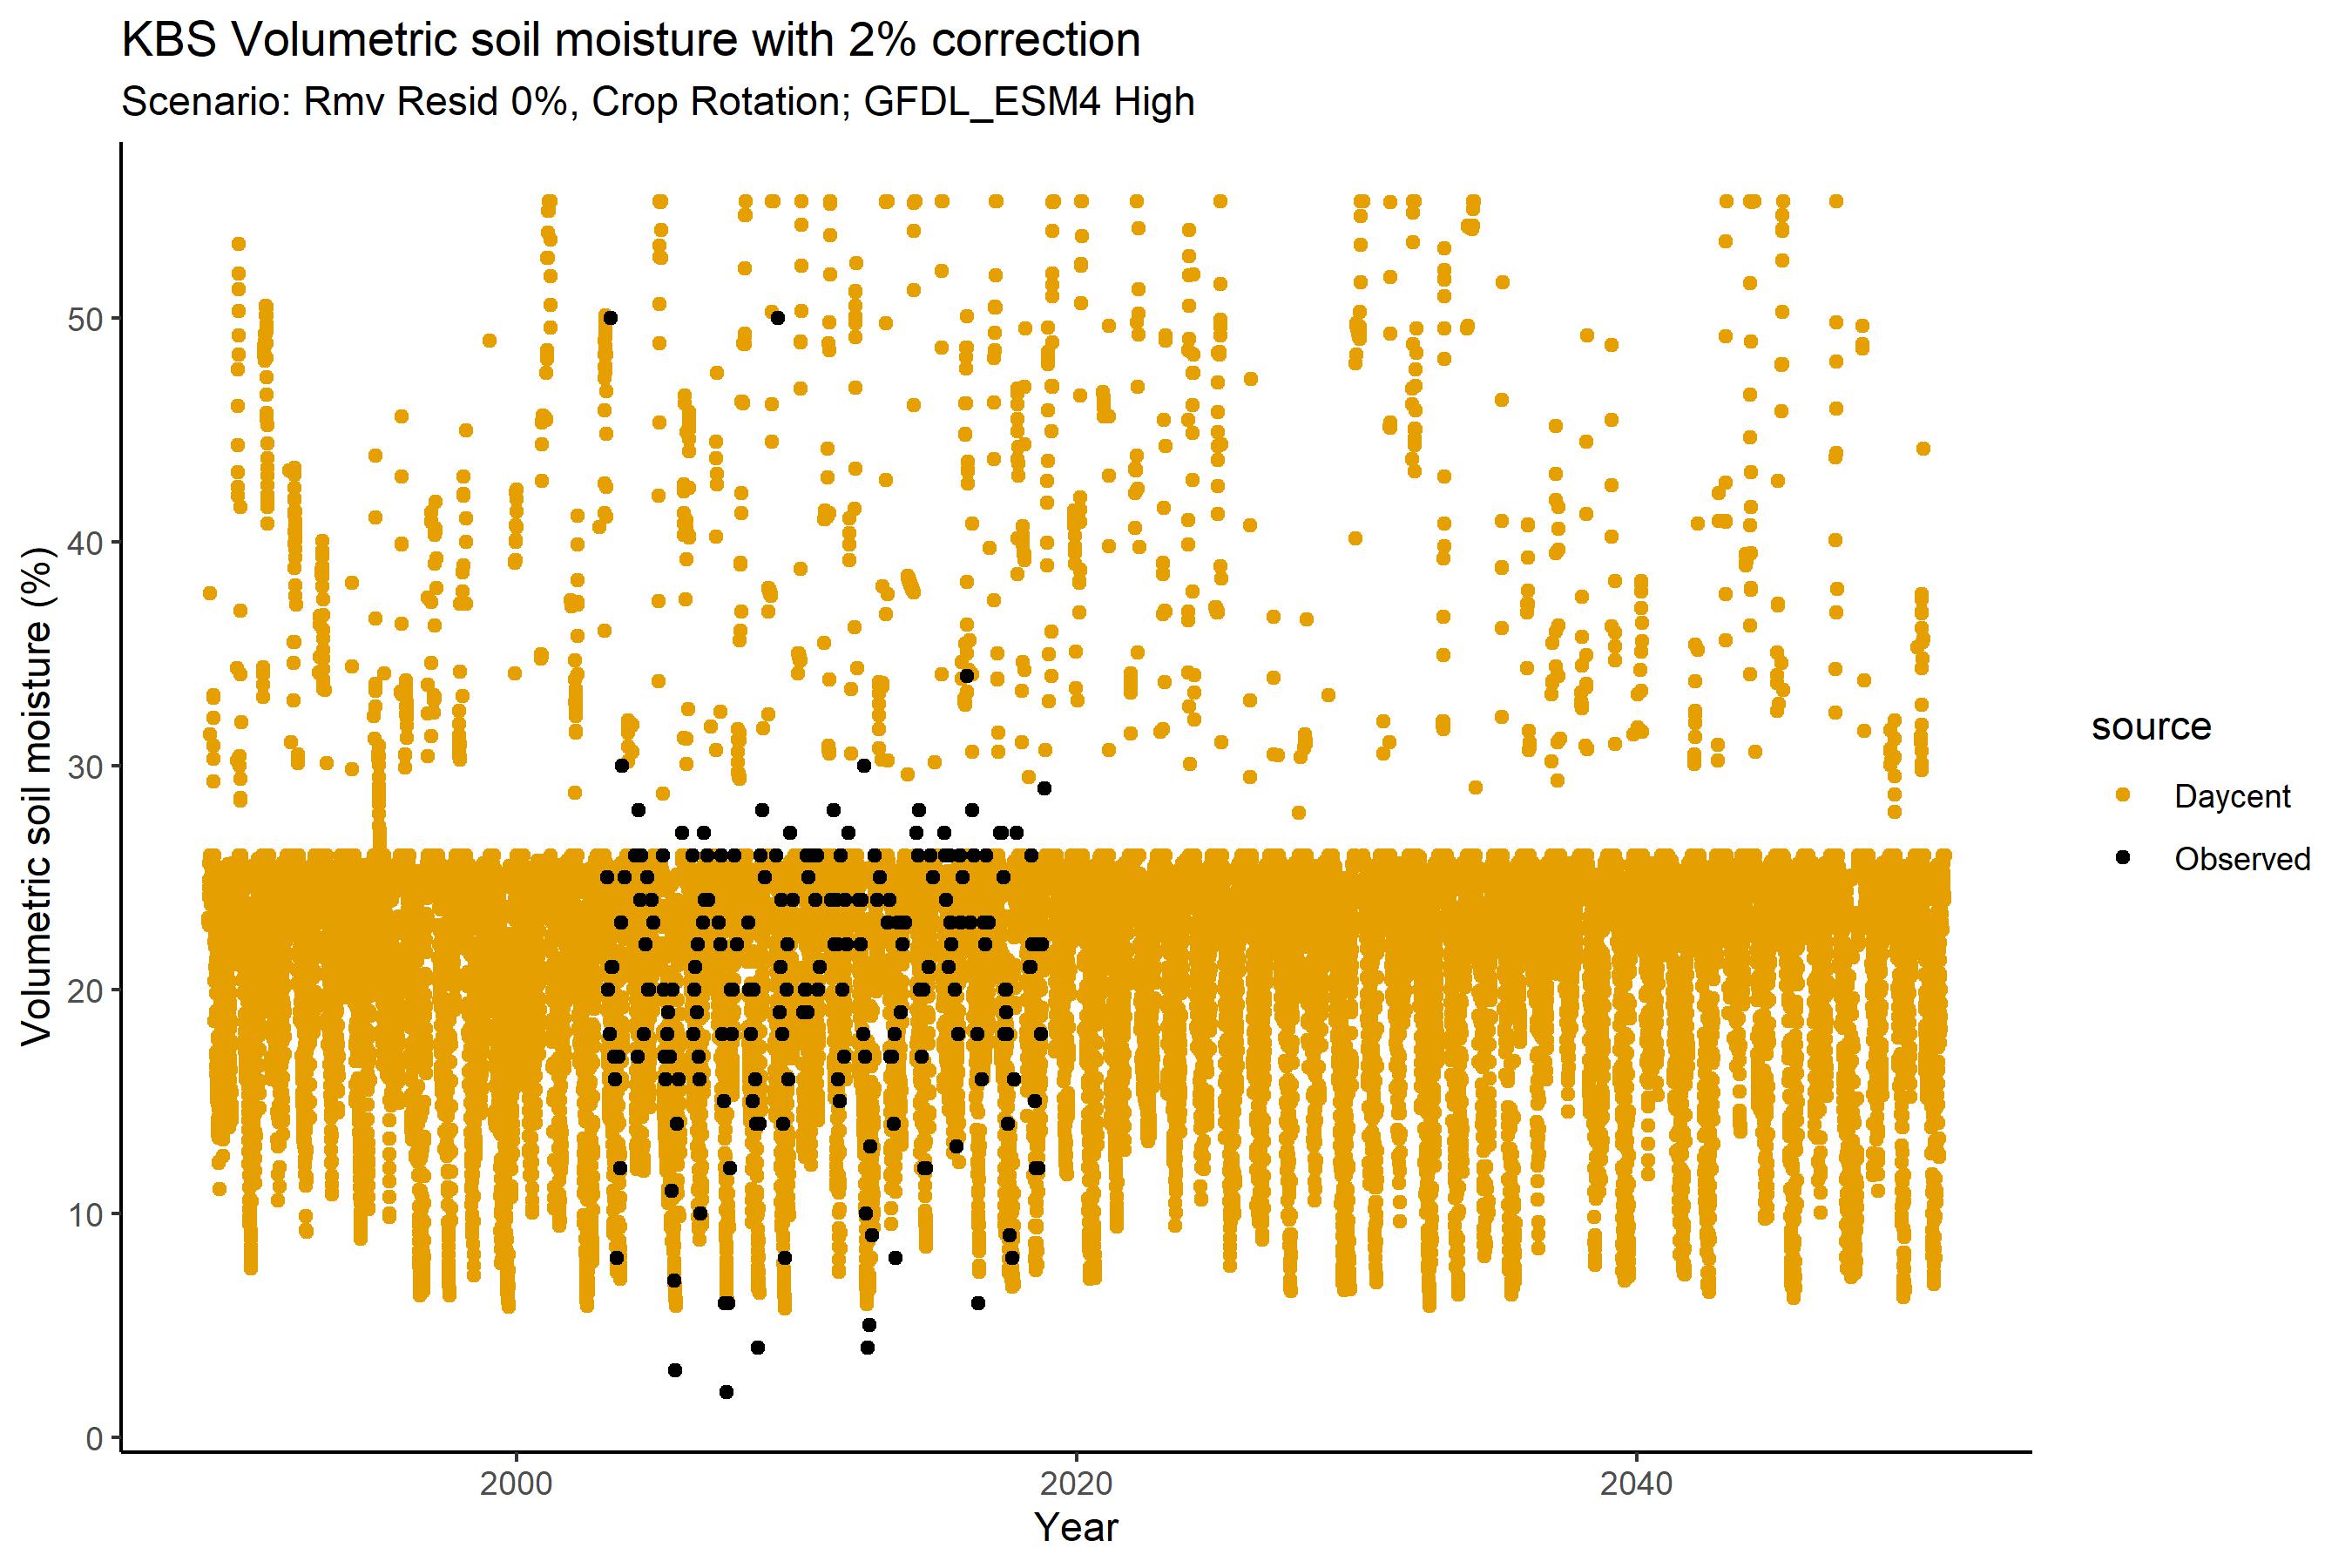 KBS Volumetric soil moisture with 2% correction
Scenario: Rmv Resid 0%, Crop Rotation; GFDL_ESM4 High
Volumetric soil moisture (%)
50
40
30
20
10
0
2000
2020
2040
Year
source
Daycent
Observed